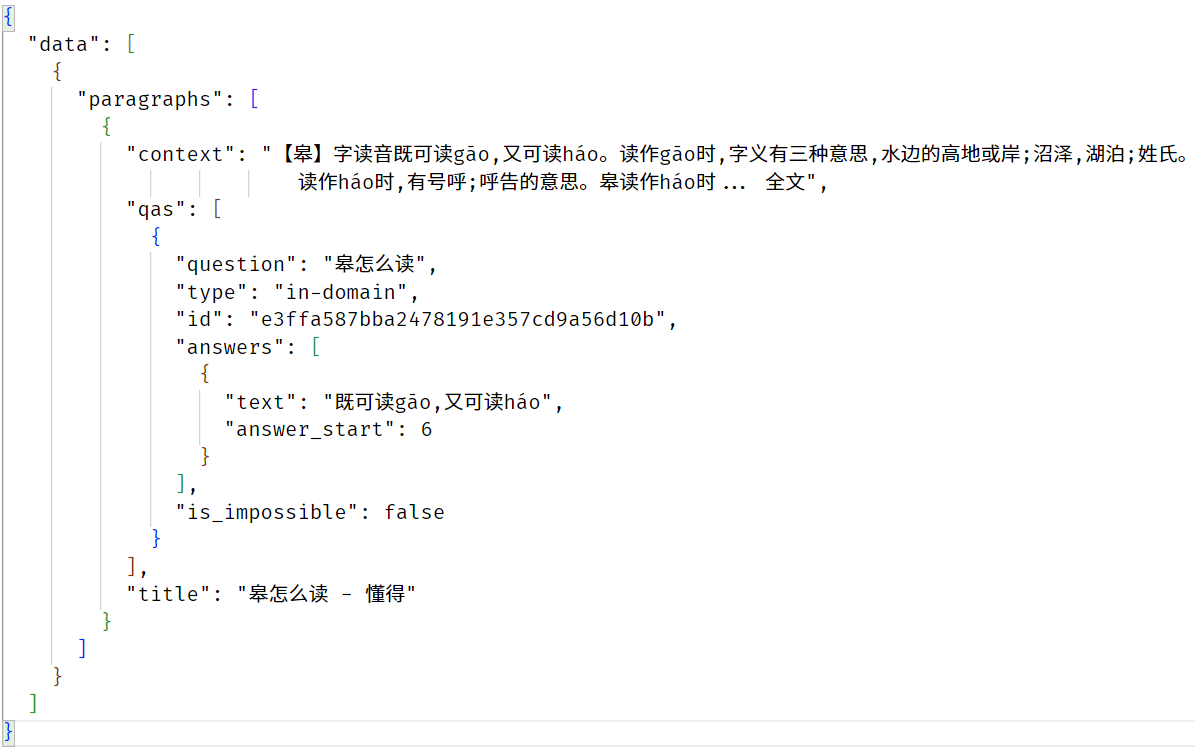 {
"data": [
{
"paragraphs": [
{
"context": "【皋】字读音既可读gāo,又可读háo。读作gāo时,字义有三种意思,水边的高地或岸;沼泽,湖泊;姓氏。
读作háo时,有号呼;呼告的意思。皋读作háo时 ... 全文",
"qas": [
{
"question": "皋怎么读",
"type": "in-domain",
"id": "e3ffa587bba2478191e357cd9a56d10b",
"answers": [
{
"text": "既可读gāo,又可读háo",
"answer_start": 6
}
],
"is_impossible": false
}
],
"title": "皋怎么读 - 懂得"
}
]
}
]
}